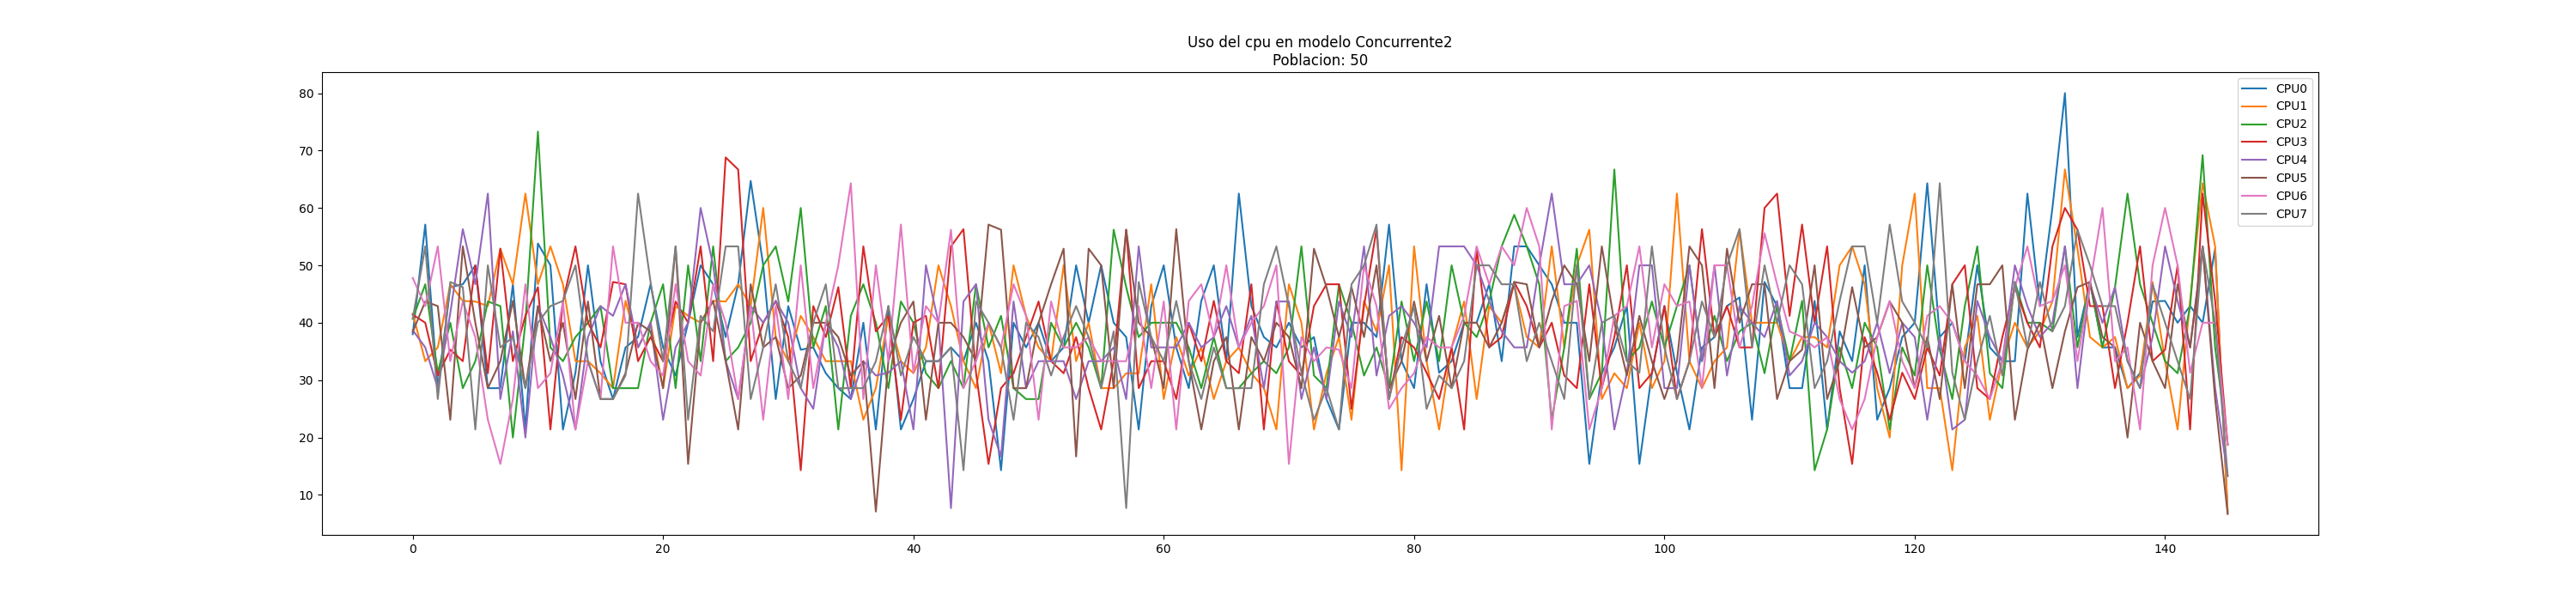 Uso del cpu en modelo Concurrente2
Poblacion: 50
80
70
60
50
40
30
20
10
0 20 40 60 80 100 120 140
CPU0
CPU1
CPU2
CPU3
CPU4
CPU5
CPU6
CPU7